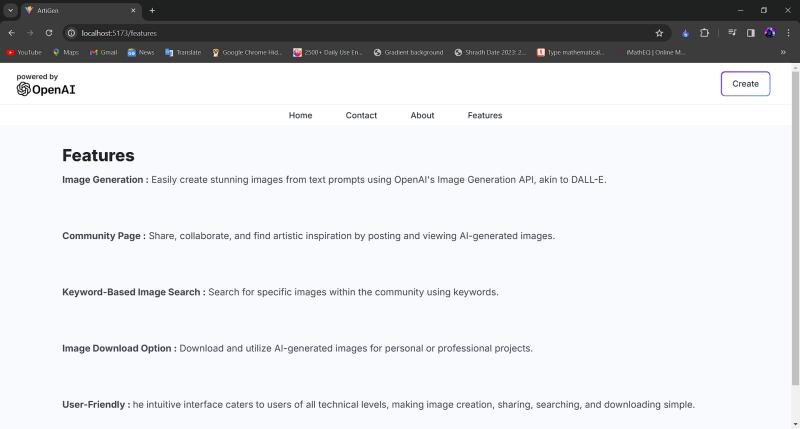 ArtiGen
localhost:5173/features
YouTube Maps Gmail News Translate Google Chrome Hid... 2500+ Daily Use En... Gradient background Shradh Date 2023: 2... Type mathematical... iMathEQ | Online M...
powered by
OpenAI
Create
Home Contact About Features
Features
Image Generation : Easily create stunning images from text prompts using OpenAI's Image Generation API, akin to DALL-E.
Community Page : Share, collaborate, and find artistic inspiration by posting and viewing AI-generated images.
Keyword-Based Image Search : Search for specific images within the community using keywords.
Image Download Option : Download and utilize AI-generated images for personal or professional projects.
User-Friendly : he intuitive interface caters to users of all technical levels, making image creation, sharing, searching, and downloading simple.